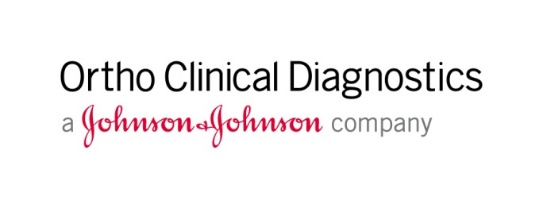 Ortho Clinical Diagnostics
a Johnson & Johnson company